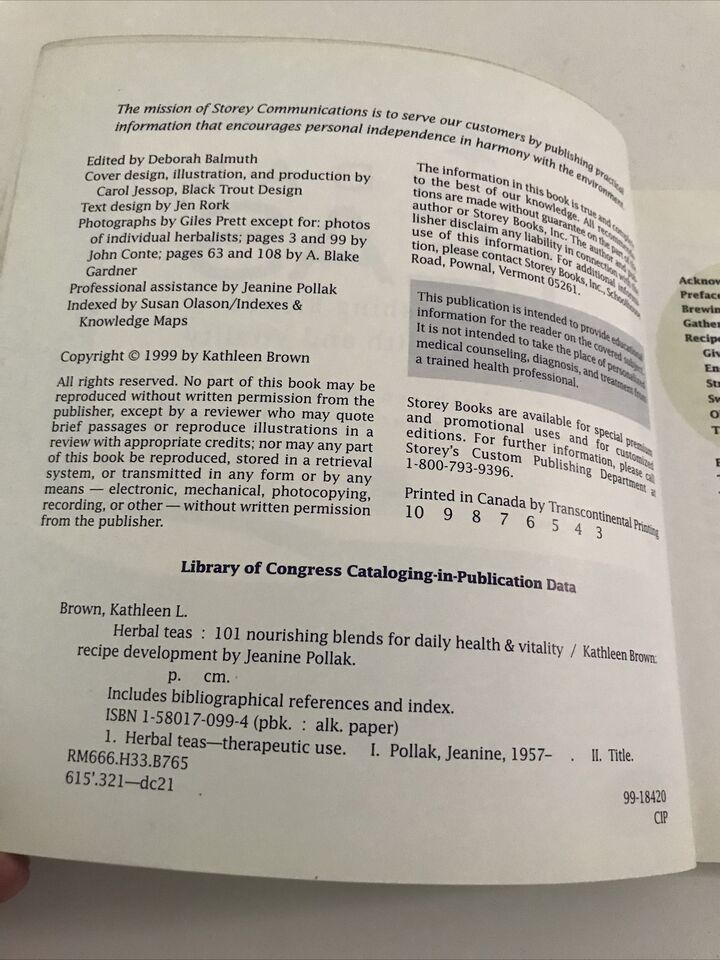 The mission of Storey Communications is to serve our customers by publishing practical
information that encourages personal independence in harmony with the environment.
Edited by Deborah Balmuth
Cover design, illustration, and production by
Carol Jessop, Black Trout Design
Text design by Jen Rork
Photographs by Giles Prett except for: photos
of individual herbalists; pages 3 and 99 by
John Conte; pages 63 and 108 by A. Blake
Gardner
Professional assistance by Jeanine Pollak
Indexed by Susan Olason/Indexes &
Knowledge Maps
Copyright © 1999 by Kathleen Brown
All rights reserved. No part of this book may be
reproduced without written permission from the
publisher, except by a reviewer who may quote
brief passages or reproduce illustrations in a
review with appropriate credits; nor may any part
of this book be reproduced, stored in a retrieval
system, or transmitted in any form or by any
means — electronic, mechanical, photocopying,
recording, or other — without written permission
from the publisher.
The information in this book is true and complete
to the best of our knowledge. All recommenda-
tions are made without guarantee on the part of the
author or Storey Books, Inc. The author and pub-
lisher disclaim any liability in connection with the
use of this information. For additional informa-
tion, please contact Storey Books, Inc., Schoolhouse
Road, Pownal, Vermont 05261.
This publication is intended to provide educational
information for the reader on the covered subject.
It is not intended to take the place of personalized
medical counseling, diagnosis, and treatment from
a trained health professional.
Storey Books are available for special premium
and promotional uses and for customized
editions. For further information, please call
Storey's Custom Publishing Department at
1-800-793-9396.
Printed in Canada by Transcontinental Printing
10 9 8 7 6 5 4 3
Library of Congress Cataloging-in-Publication Data
Brown, Kathleen L.
Herbal teas : 101 nourishing blends for daily health & vitality / Kathleen Brown:
recipe development by Jeanine Pollak.
p. cm.
Includes bibliographical references and index.
ISBN 1-58017-099-4 (pbk. : alk. paper)
1. Herbal teas—therapeutic use. I. Pollak, Jeanine, 1957– . II. Title.
RM666.H33.B765
615'.321—dc21
99-18420
CIP
Acknow
Preface
Brewin
Gather
Recipe
Giv
En
Str
Sw
O
T